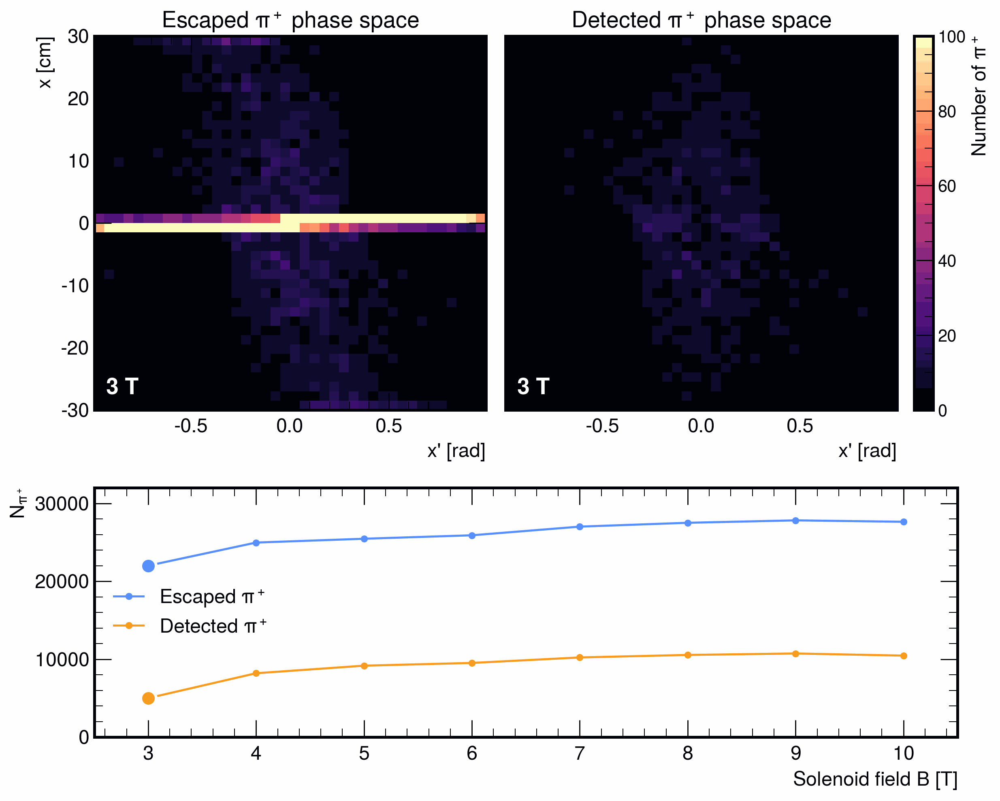 Escaped π⁺ phase space
Detected π⁺ phase space
x [cm]
30
20
10
0
-10
-20
-30
3 T
3 T
-0.5 0.0 0.5
x' [rad]
-0.5 0.0 0.5
x' [rad]
100
80
60
40
20
0
Number of π⁺
N_π⁺
30000
20000
10000
0
Escaped π⁺
Detected π⁺
3 4 5 6 7 8 9 10
Solenoid field B [T]